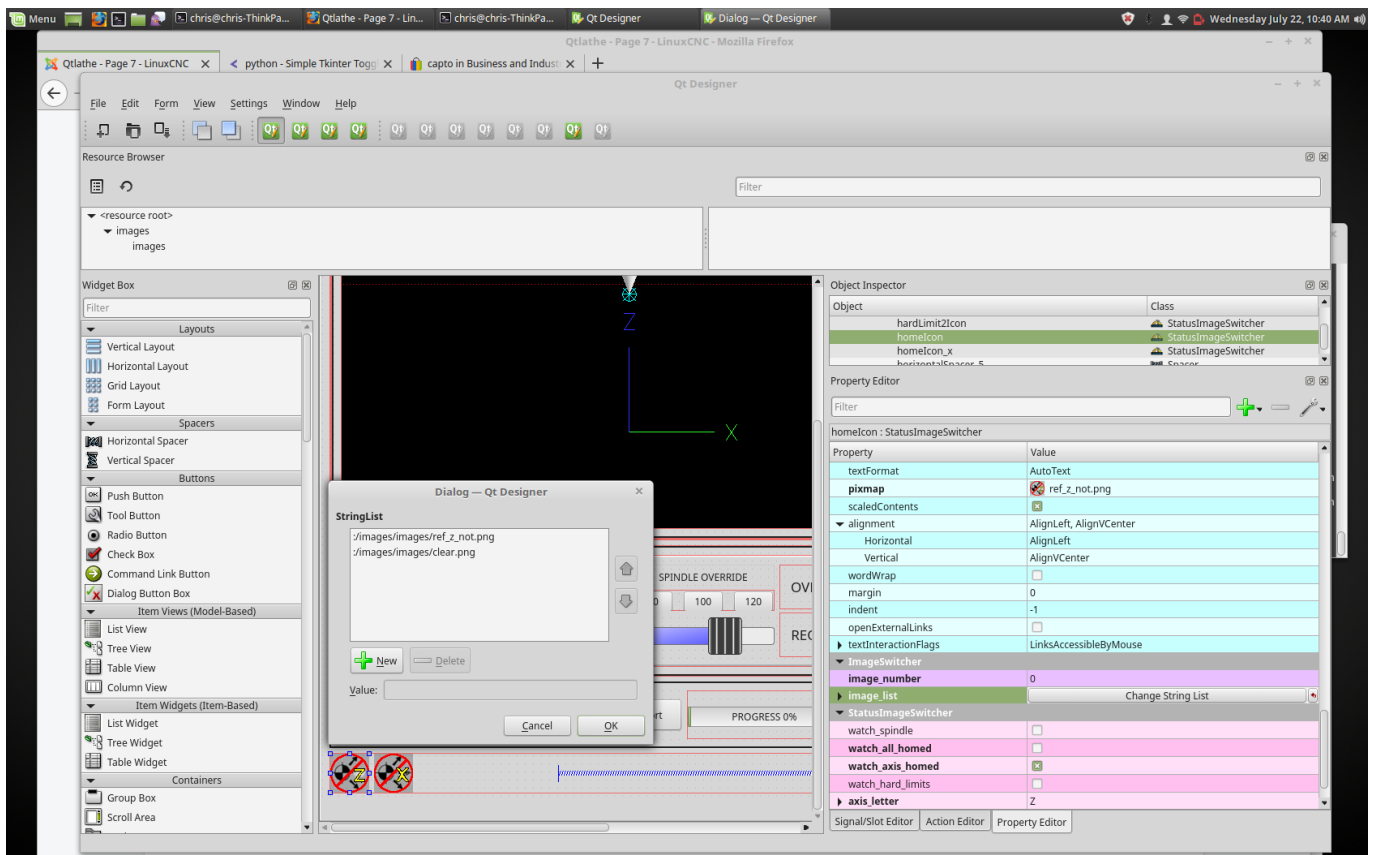 Menu chris@chris-ThinkPa... Qtlathe - Page 7 - Lin... chris@chris-ThinkPa... Qt Designer Dialog — Qt Designer Wednesday July 22, 10:40 AM
Qtlathe - Page 7 - LinuxCNC - Mozilla Firefox
Qtlathe - Page 7 - LinuxCNC python - Simple Tkinter Togg capto in Business and Indust
Qt Designer
File Edit Form View Settings Window Help
Resource Browser
Filter
<resource root>
images
images
Widget Box
Filter
Layouts
Vertical Layout
Horizontal Layout
Grid Layout
Form Layout
Spacers
Horizontal Spacer
Vertical Spacer
Buttons
OK Push Button
Tool Button
Radio Button
Check Box
Command Link Button
Dialog Button Box
Item Views (Model-Based)
List View
Tree View
Table View
Column View
Item Widgets (Item-Based)
List Widget
Tree Widget
Table Widget
Containers
Group Box
Scroll Area
Z
X
Dialog — Qt Designer
StringList
:/images/images/ref_z_not.png
:/images/images/clear.png
New Delete
Value:
Cancel OK
SPINDLE OVERRIDE
0 100 120
OV
REC
rt PROGRESS 0%
Z X
Object Inspector
Object Class
hardLimit2Icon StatusImageSwitcher
homeIcon StatusImageSwitcher
homeIcon_x StatusImageSwitcher
horizontalSpacer_5 Spacer
Property Editor
Filter
homeIcon : StatusImageSwitcher
Property Value
textFormat AutoText
pixmap ref_z_not.png
scaledContents
alignment AlignLeft, AlignVCenter
Horizontal AlignLeft
Vertical AlignVCenter
wordWrap
margin 0
indent -1
openExternalLinks
textInteractionFlags LinksAccessibleByMouse
ImageSwitcher
image_number 0
image_list Change String List
StatusImageSwitcher
watch_spindle
watch_all_homed
watch_axis_homed
watch_hard_limits
axis_letter Z
Signal/Slot Editor Action Editor Property Editor